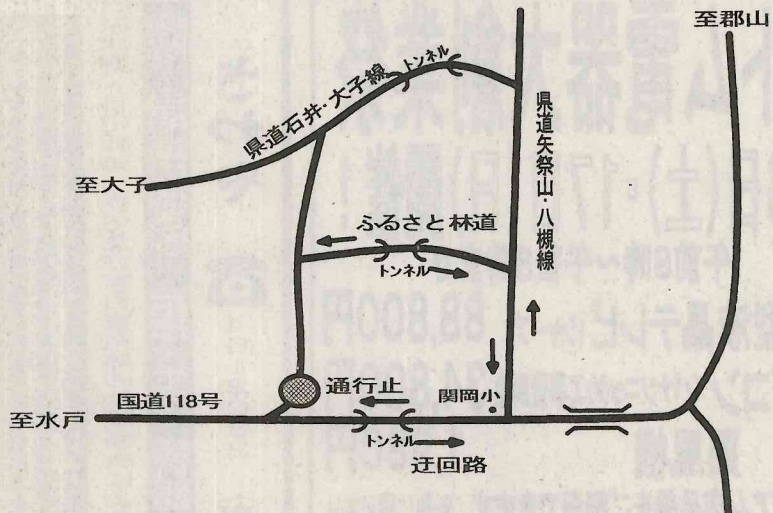 至郡山
トンネル
県道石井・大子線
県道矢祭山・八槻線
至大子
ふるさと林道
トンネル
通行止
国道118号
関岡小
至水戸
トンネル
迂回路